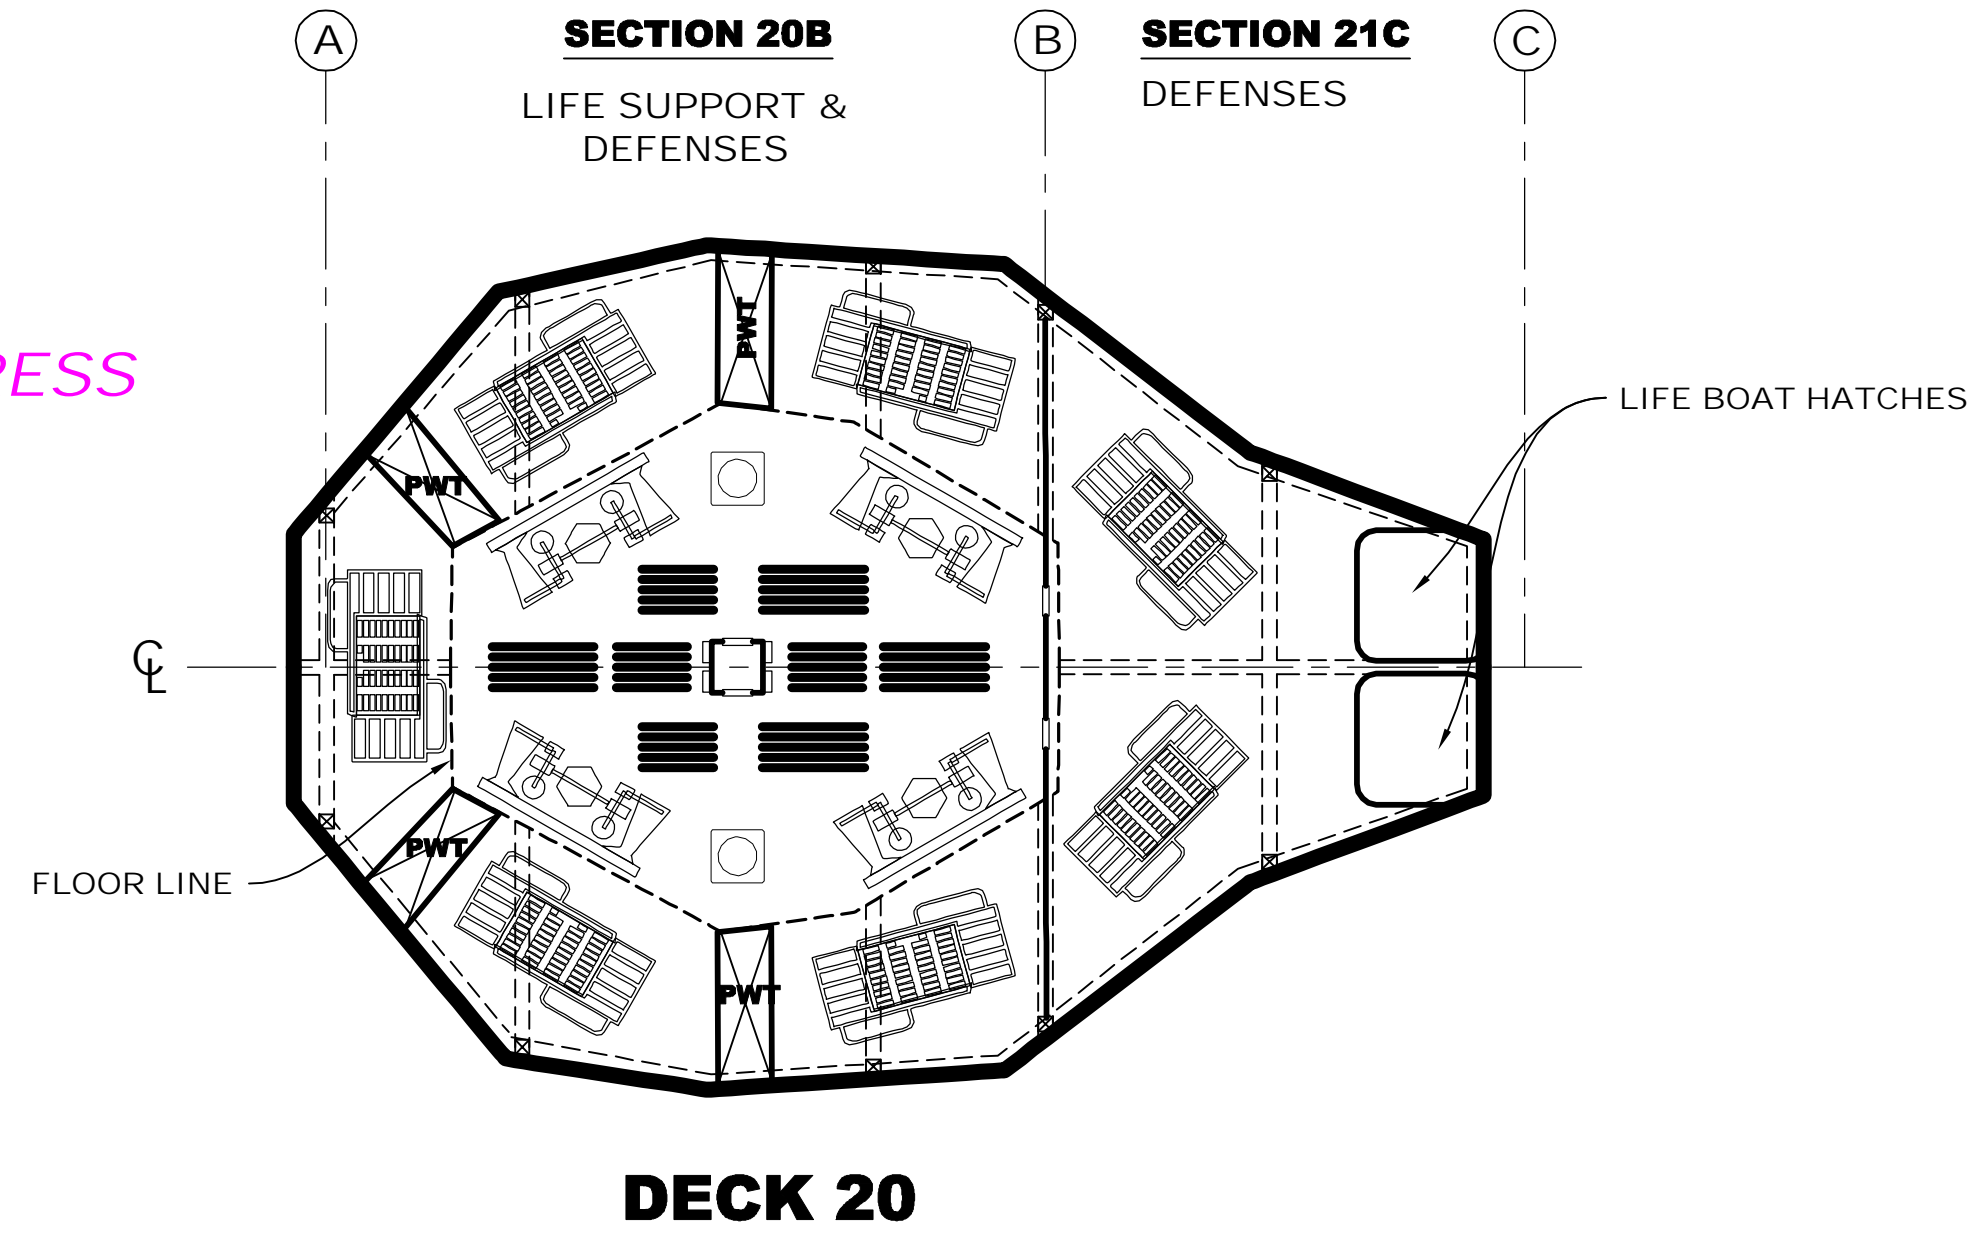 A
SECTION 20B
B
SECTION 21C
C
LIFE SUPPORT &
DEFENSES
DEFENSES
PWT
RESS
LIFE BOAT HATCHES
PWT
CL
PWT
FLOOR LINE
PWT
DECK 20